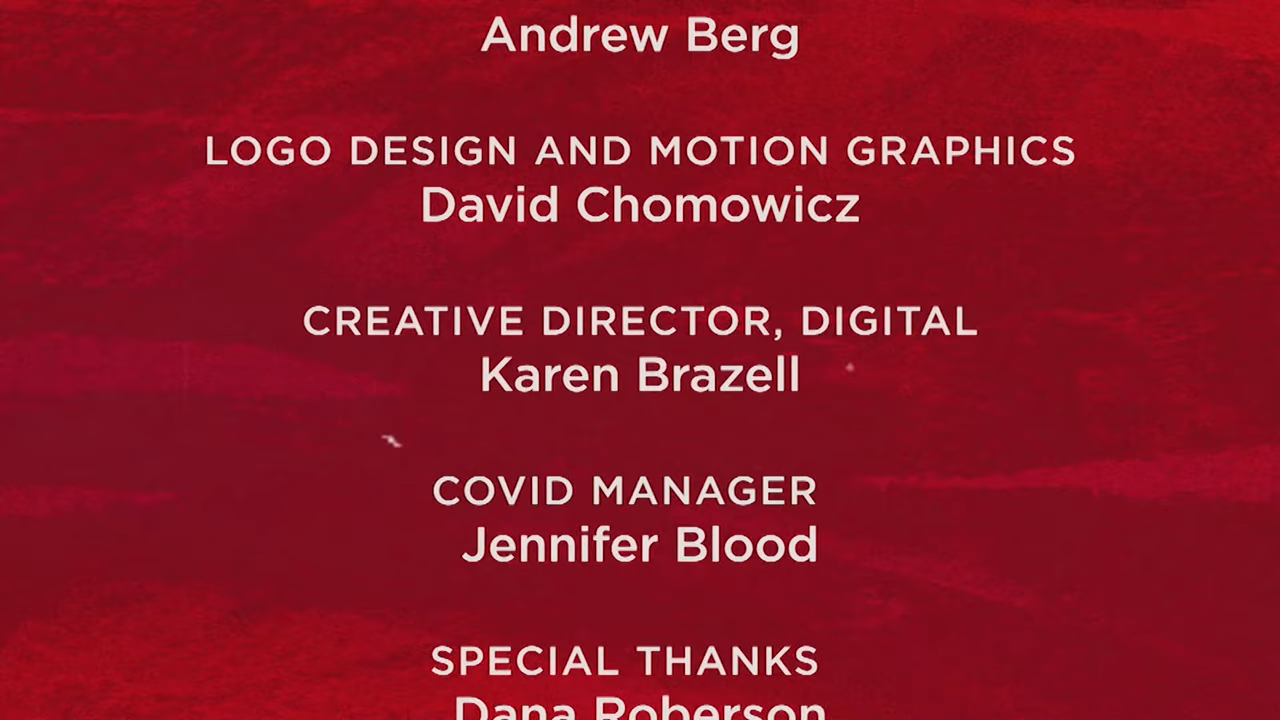 Andrew Berg
LOGO DESIGN AND MOTION GRAPHICS
David Chomowicz
CREATIVE DIRECTOR, DIGITAL
Karen Brazell
COVID MANAGER
Jennifer Blood
SPECIAL THANKS
Dana Roberson